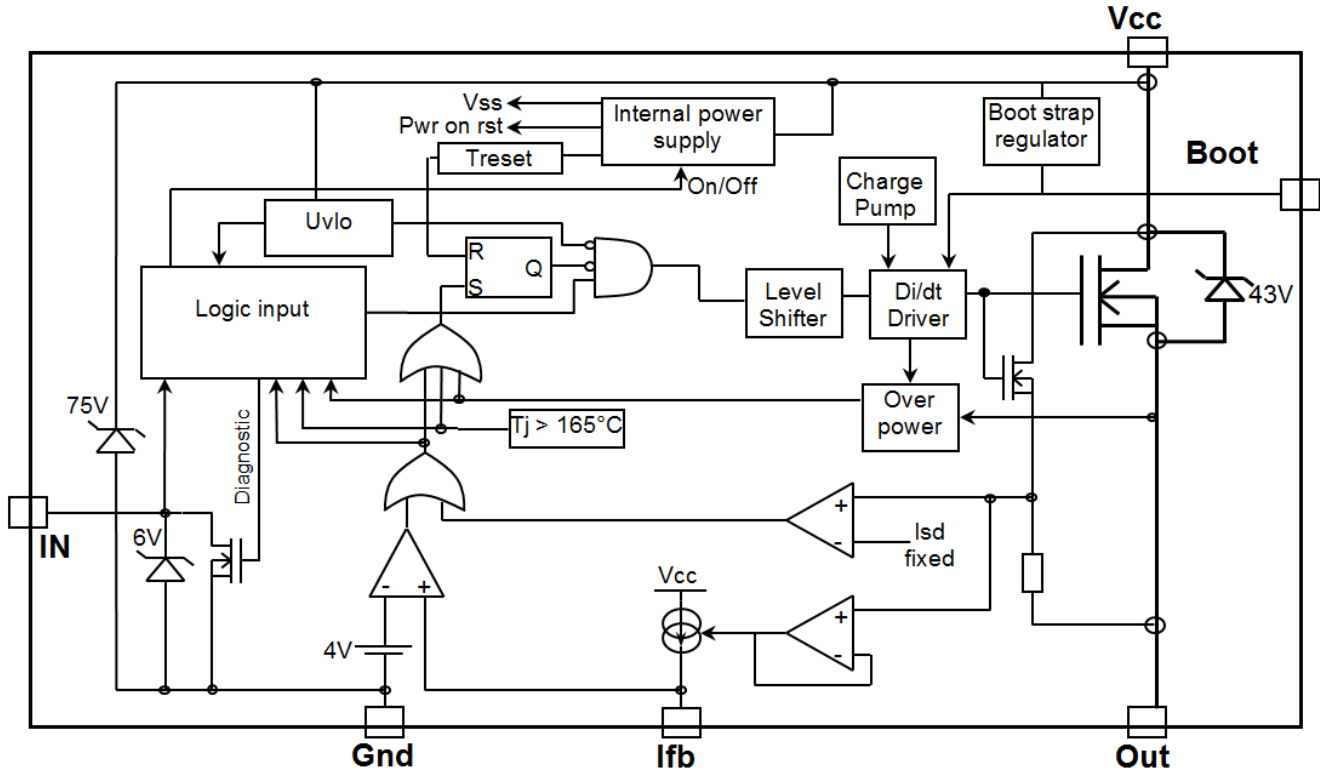 Vcc
Vss
Pwr on rst
Internal power
supply
Treset
On/Off
Boot strap
regulator
Boot
Charge
Pump
Uvlo
R
Q
S
Logic input
Level
Shifter
Di/dt
Driver
43V
75V
Tj > 165°C
Over
power
Diagnostic
IN
6V
+
-
Isd
fixed
-
+
Vcc
+
-
4V
Gnd
Ifb
Out